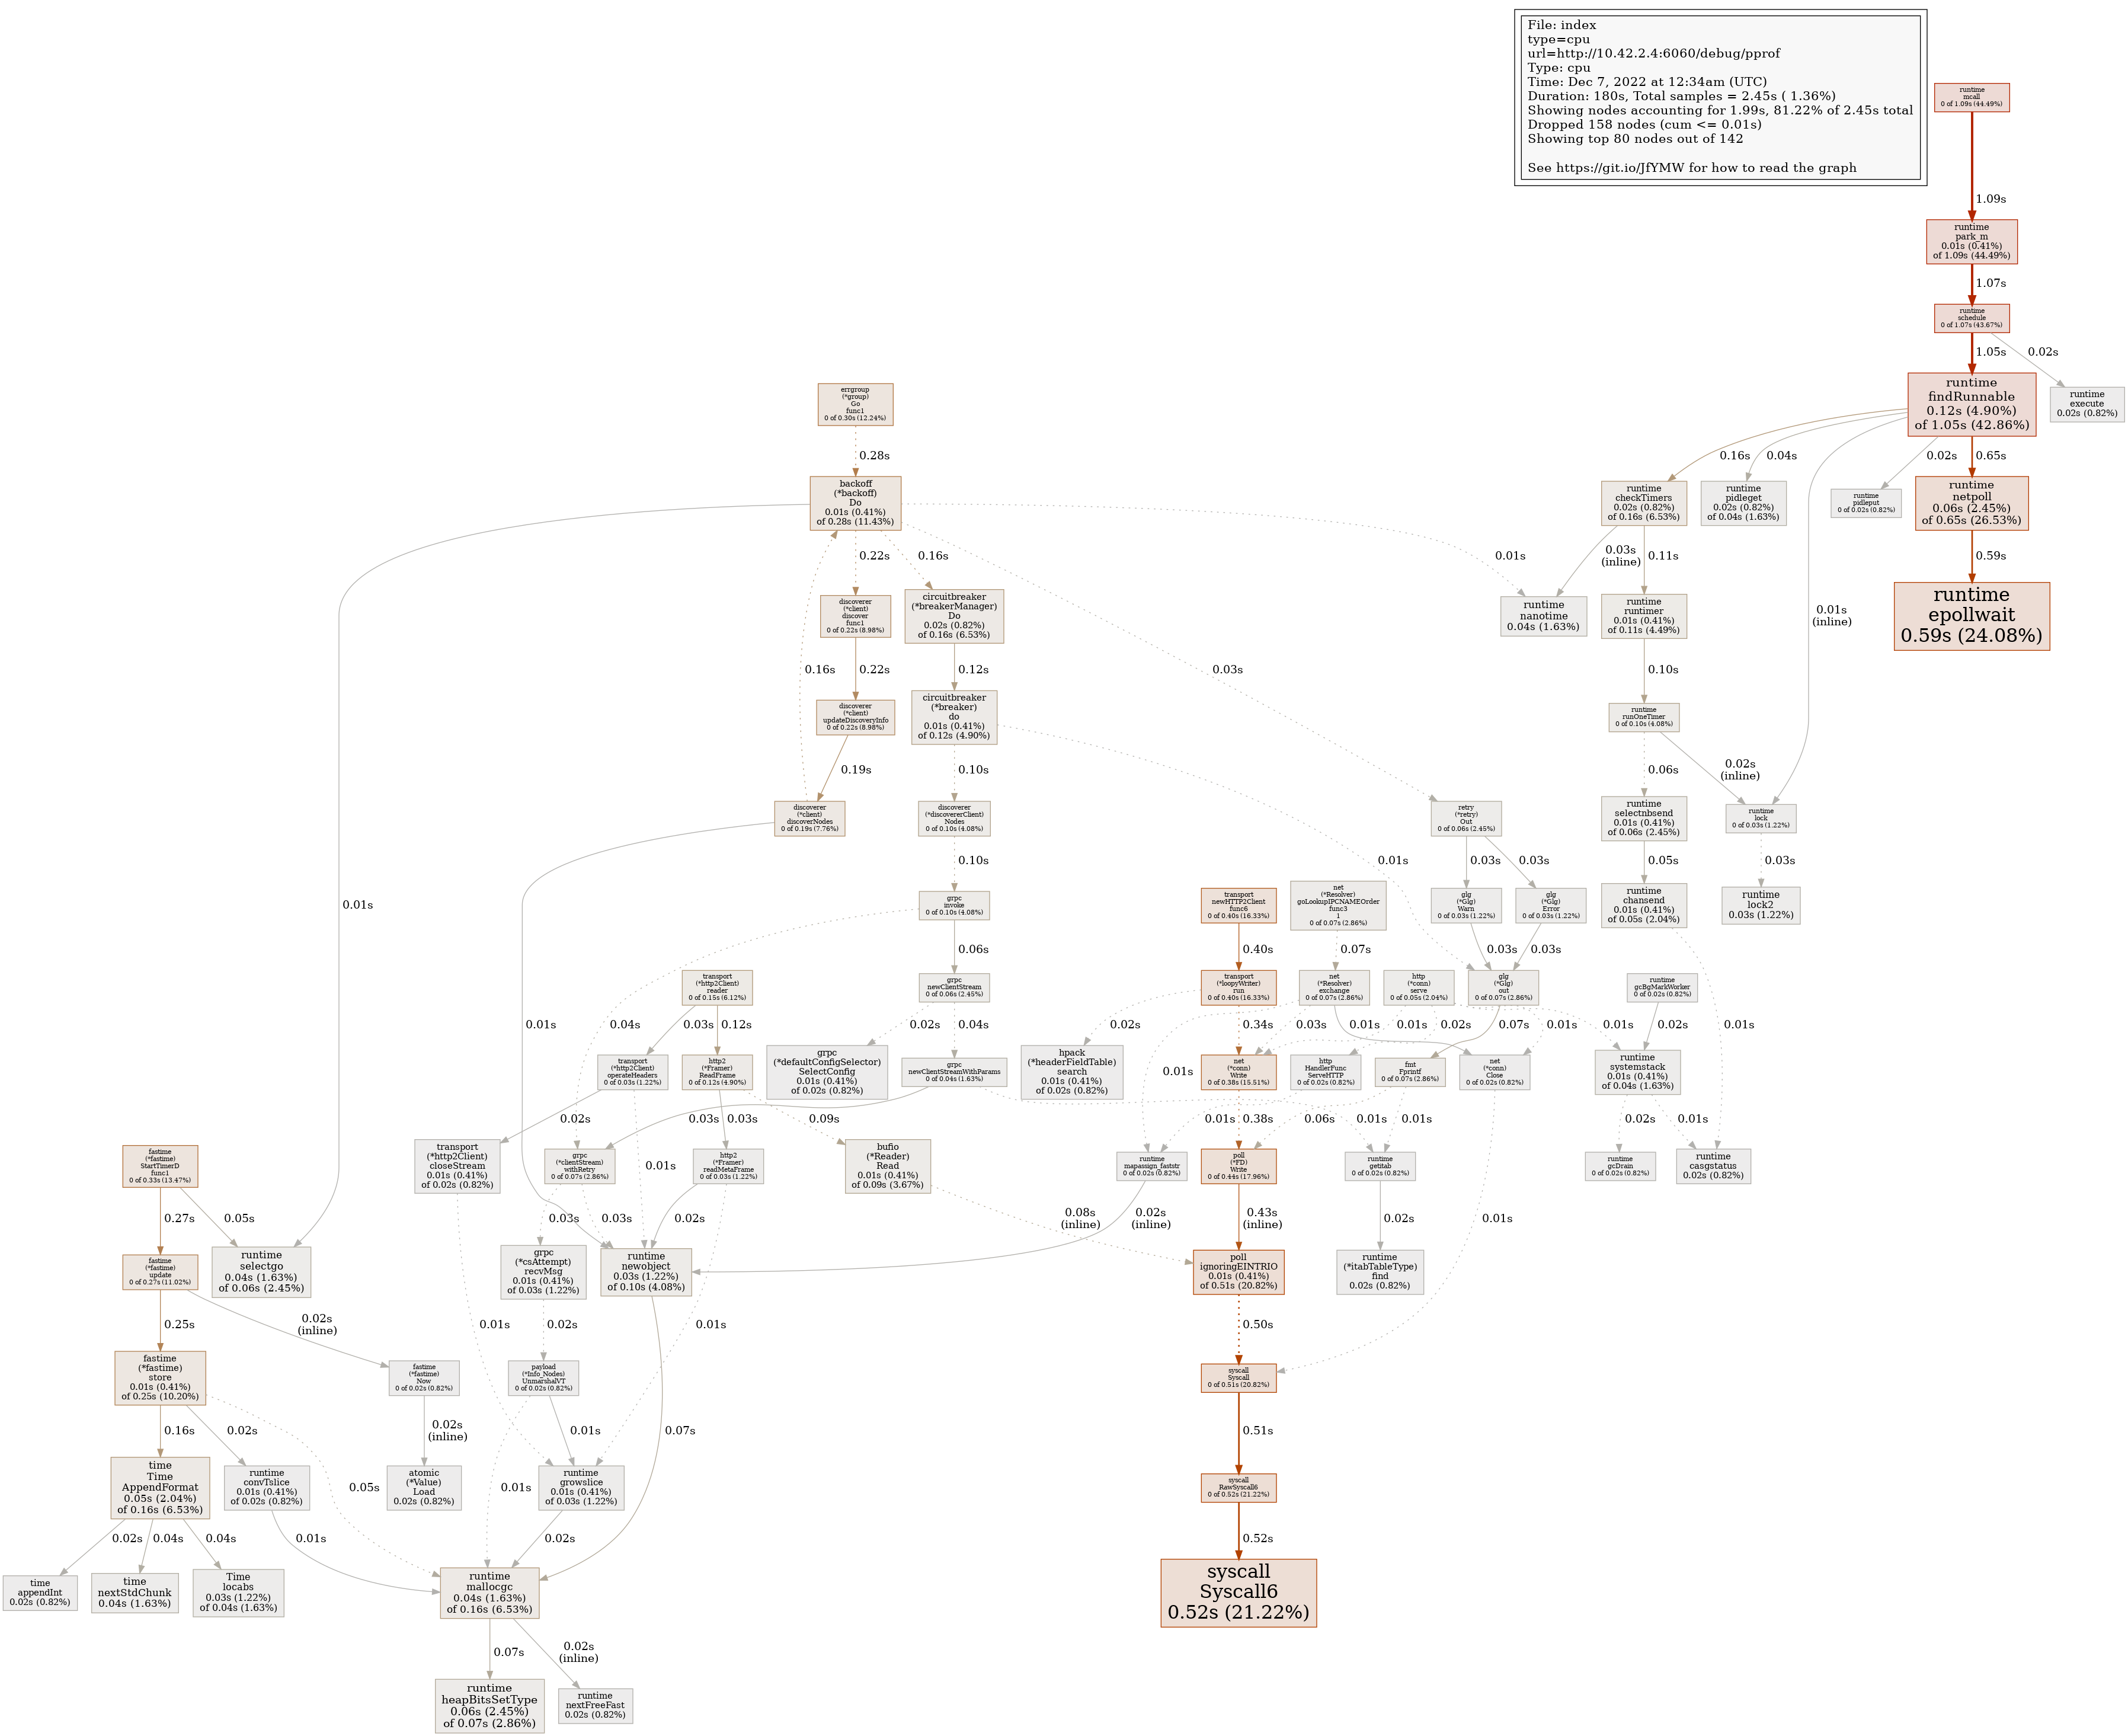 File: index
type=cpu
url=http://10.42.2.4:6060/debug/pprof
Type: cpu
Time: Dec 7, 2022 at 12:34am (UTC)
Duration: 180s, Total samples = 2.45s ( 1.36%)
Showing nodes accounting for 1.99s, 81.22% of 2.45s total
Dropped 158 nodes (cum <= 0.01s)
Showing top 80 nodes out of 142
See https://git.io/JfYMW for how to read the graph
runtime
mcall
0 of 1.09s (44.49%)
1.09s
runtime
park_m
0.01s (0.41%)
of 1.09s (44.49%)
1.07s
runtime
schedule
0 of 1.07s (43.67%)
1.05s
0.02s
runtime
findRunnable
0.12s (4.90%)
of 1.05s (42.86%)
runtime
execute
0.02s (0.82%)
errgroup
(*group)
Go
func1
0 of 0.30s (12.24%)
0.28s
0.16s
0.04s
0.02s
0.65s
backoff
(*backoff)
Do
0.01s (0.41%)
of 0.28s (11.43%)
runtime
checkTimers
0.02s (0.82%)
of 0.16s (6.53%)
runtime
pidleget
0.02s (0.82%)
of 0.04s (1.63%)
runtime
pidleput
0 of 0.02s (0.82%)
runtime
netpoll
0.06s (2.45%)
of 0.65s (26.53%)
0.22s
0.16s
0.01s
0.03s
(inline)
0.11s
0.59s
discoverer
(*client)
discover
func1
0 of 0.22s (8.98%)
circuitbreaker
(*breakerManager)
Do
0.02s (0.82%)
of 0.16s (6.53%)
runtime
nanotime
0.04s (1.63%)
runtime
runtimer
0.01s (0.41%)
of 0.11s (4.49%)
0.01s
(inline)
runtime
epollwait
0.59s (24.08%)
0.16s
0.22s
0.12s
0.03s
0.10s
discoverer
(*client)
updateDiscoveryInfo
0 of 0.22s (8.98%)
circuitbreaker
(*breaker)
do
0.01s (0.41%)
of 0.12s (4.90%)
runtime
runOneTimer
0 of 0.10s (4.08%)
0.19s
0.10s
0.06s
0.02s
(inline)
discoverer
(*client)
discoverNodes
0 of 0.19s (7.76%)
discoverer
(*discovererClient)
Nodes
0 of 0.10s (4.08%)
retry
(*retry)
Out
0 of 0.06s (2.45%)
runtime
selectnbsend
0.01s (0.41%)
of 0.06s (2.45%)
runtime
lock
0 of 0.03s (1.22%)
0.10s
0.01s
0.03s
0.03s
0.05s
0.03s
0.01s
grpc
invoke
0 of 0.10s (4.08%)
transport
newHTTP2Client
func6
0 of 0.40s (16.33%)
net
(*Resolver)
goLookupIPCNAMEOrder
func3
1
0 of 0.07s (2.86%)
glg
(*Glg)
Warn
0 of 0.03s (1.22%)
glg
(*Glg)
Error
0 of 0.03s (1.22%)
runtime
chansend
0.01s (0.41%)
of 0.05s (2.04%)
runtime
lock2
0.03s (1.22%)
0.06s
0.40s
0.07s
0.03s
0.03s
transport
(*http2Client)
reader
0 of 0.15s (6.12%)
grpc
newClientStream
0 of 0.06s (2.45%)
transport
(*loopyWriter)
run
0 of 0.40s (16.33%)
net
(*Resolver)
exchange
0 of 0.07s (2.86%)
http
(*conn)
serve
0 of 0.05s (2.04%)
glg
(*Glg)
out
0 of 0.07s (2.86%)
runtime
gcBgMarkWorker
0 of 0.02s (0.82%)
0.01s
0.04s
0.03s
0.12s
0.02s
0.04s
0.02s
0.34s
0.03s
0.01s
0.01s
0.02s
0.07s
0.01s
0.01s
0.02s
0.01s
transport
(*http2Client)
operateHeaders
0 of 0.03s (1.22%)
http2
(*Framer)
ReadFrame
0 of 0.12s (4.90%)
grpc
(*defaultConfigSelector)
SelectConfig
0.01s (0.41%)
of 0.02s (0.82%)
grpc
newClientStreamWithParams
0 of 0.04s (1.63%)
hpack
(*headerFieldTable)
search
0.01s (0.41%)
of 0.02s (0.82%)
0.01s
net
(*conn)
Write
0 of 0.38s (15.51%)
http
HandlerFunc
ServeHTTP
0 of 0.02s (0.82%)
fmt
Fprintf
0 of 0.07s (2.86%)
net
(*conn)
Close
0 of 0.02s (0.82%)
runtime
systemstack
0.01s (0.41%)
of 0.04s (1.63%)
0.02s
0.03s
0.03s
0.09s
0.01s
0.38s
0.06s
0.01s
0.01s
0.02s
0.01s
fastime
(*fastime)
StartTimerD
func1
0 of 0.33s (13.47%)
transport
(*http2Client)
closeStream
0.01s (0.41%)
of 0.02s (0.82%)
grpc
(*clientStream)
withRetry
0 of 0.07s (2.86%)
0.01s
http2
(*Framer)
readMetaFrame
0 of 0.03s (1.22%)
bufio
(*Reader)
Read
0.01s (0.41%)
of 0.09s (3.67%)
runtime
mapassign_faststr
0 of 0.02s (0.82%)
poll
(*FD)
Write
0 of 0.44s (17.96%)
runtime
getitab
0 of 0.02s (0.82%)
runtime
gcDrain
0 of 0.02s (0.82%)
runtime
casgstatus
0.02s (0.82%)
0.27s
0.05s
0.03s
0.03s
0.02s
0.08s
(inline)
0.02s
(inline)
0.43s
(inline)
0.02s
0.01s
fastime
(*fastime)
update
0 of 0.27s (11.02%)
runtime
selectgo
0.04s (1.63%)
of 0.06s (2.45%)
grpc
(*csAttempt)
recvMsg
0.01s (0.41%)
of 0.03s (1.22%)
runtime
newobject
0.03s (1.22%)
of 0.10s (4.08%)
poll
ignoringEINTRIO
0.01s (0.41%)
of 0.51s (20.82%)
runtime
(*itabTableType)
find
0.02s (0.82%)
0.25s
0.02s
(inline)
0.01s
0.02s
0.01s
0.50s
fastime
(*fastime)
store
0.01s (0.41%)
of 0.25s (10.20%)
fastime
(*fastime)
Now
0 of 0.02s (0.82%)
payload
(*Info_Nodes)
UnmarshalVT
0 of 0.02s (0.82%)
syscall
Syscall
0 of 0.51s (20.82%)
0.16s
0.02s
0.02s
(inline)
0.01s
0.07s
0.51s
time
Time
AppendFormat
0.05s (2.04%)
of 0.16s (6.53%)
runtime
convTslice
0.01s (0.41%)
of 0.02s (0.82%)
0.05s
atomic
(*Value)
Load
0.02s (0.82%)
0.01s
runtime
growslice
0.01s (0.41%)
of 0.03s (1.22%)
syscall
RawSyscall6
0 of 0.52s (21.22%)
0.02s
0.04s
0.04s
0.01s
0.02s
0.52s
time
appendInt
0.02s (0.82%)
time
nextStdChunk
0.04s (1.63%)
Time
locabs
0.03s (1.22%)
of 0.04s (1.63%)
runtime
mallocgc
0.04s (1.63%)
of 0.16s (6.53%)
syscall
Syscall6
0.52s (21.22%)
0.07s
0.02s
(inline)
runtime
heapBitsSetType
0.06s (2.45%)
of 0.07s (2.86%)
runtime
nextFreeFast
0.02s (0.82%)